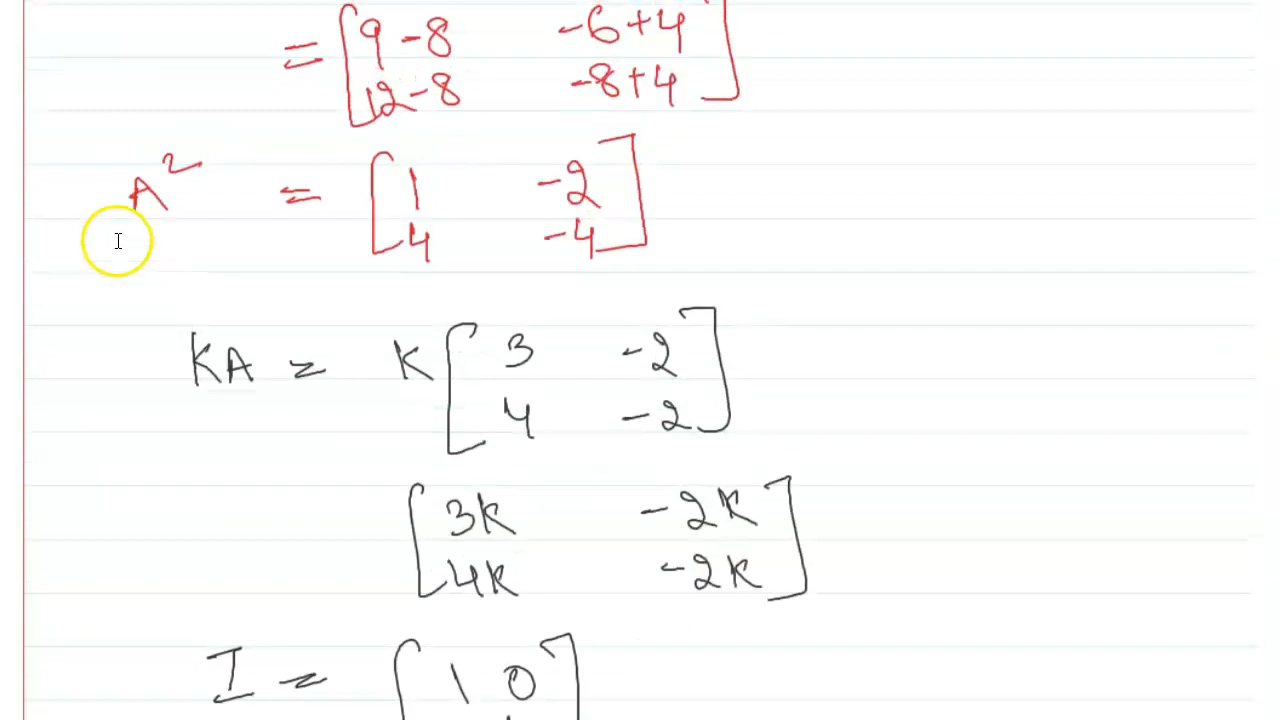 = [ 9-8 -6+4
12-8 -8+4 ]
A² = [ 1 -2
4 -4 ]
KA = K [ 3 -2
4 -2 ]
[ 3K -2K
4K -2K ]
I = [ 1 0 ]